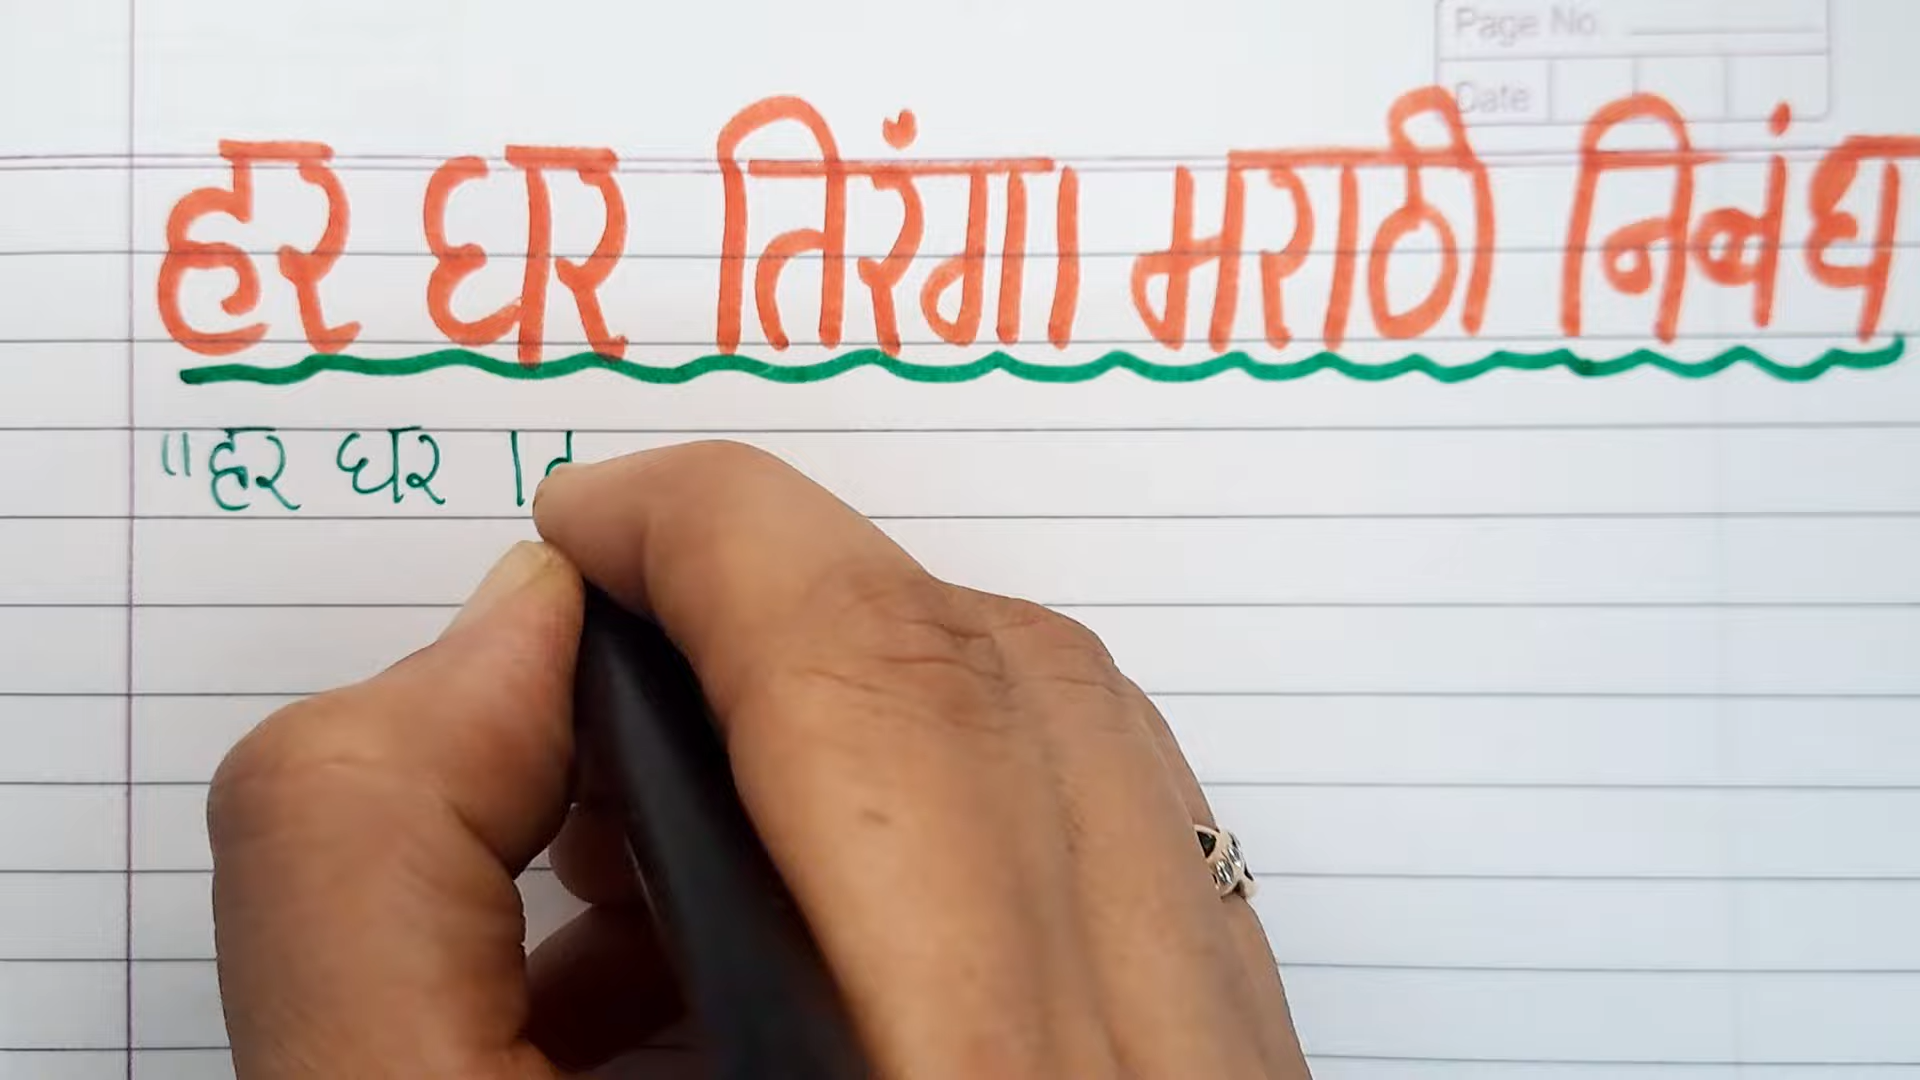 Page No.
Date
हर घर तिरंगा मराठी निबंध
"हर घर